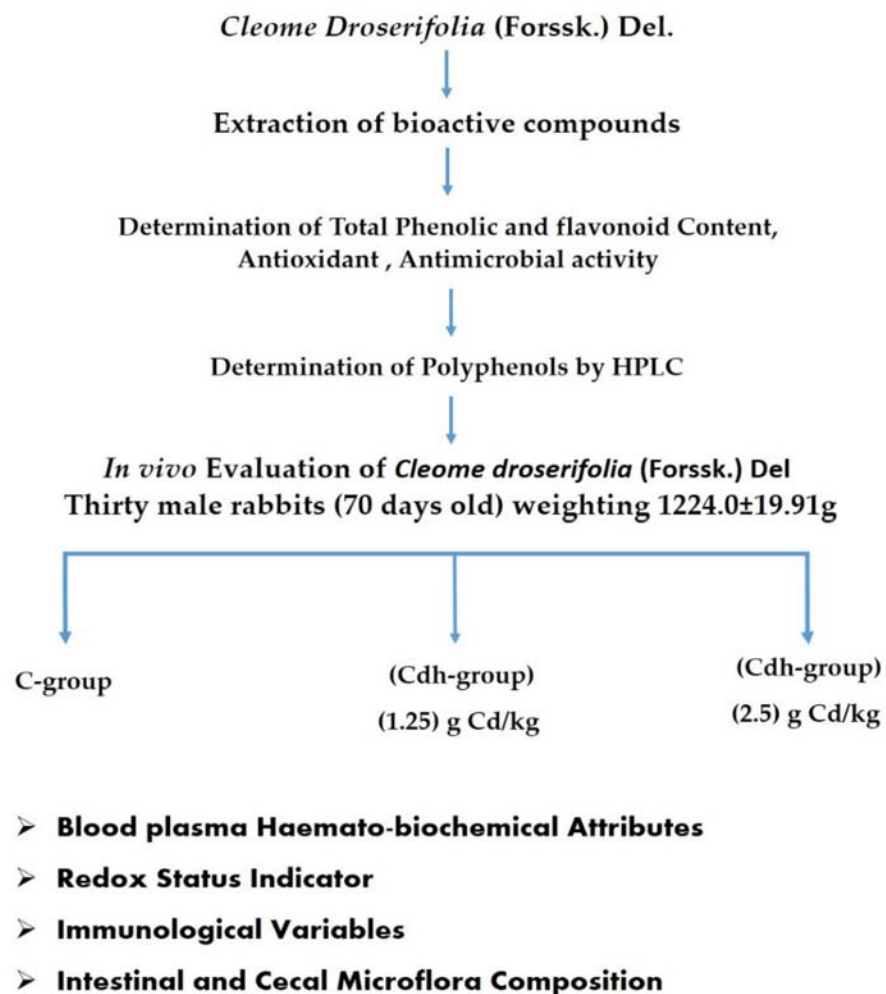 Cleome Droserifolia (Forssk.) Del.
Extraction of bioactive compounds
Determination of Total Phenolic and flavonoid Content,
Antioxidant , Antimicrobial activity
Determination of Polyphenols by HPLC
In vivo Evaluation of Cleome droserifolia (Forssk.) Del
Thirty male rabbits (70 days old) weighting 1224.0±19.91g
C-group
(Cdh-group)
(1.25) g Cd/kg
(Cdh-group)
(2.5) g Cd/kg
➢ Blood plasma Haemato-biochemical Attributes
➢ Redox Status Indicator
➢ Immunological Variables
➢ Intestinal and Cecal Microflora Composition